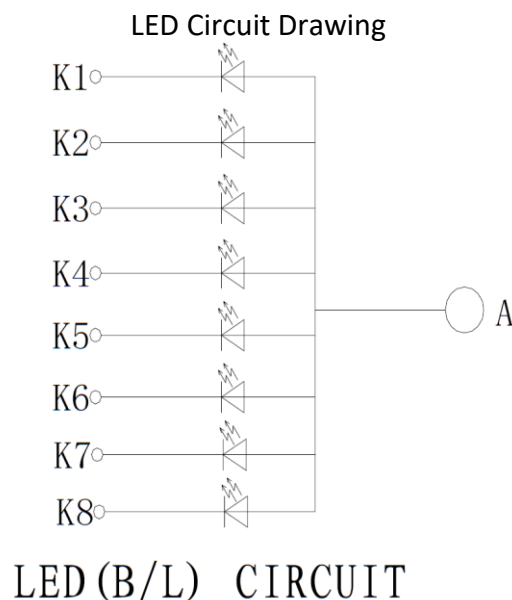 LED Circuit Drawing
K1
K2
K3
K4
A
K5
K6
K7
K8
LED(B/L) CIRCUIT